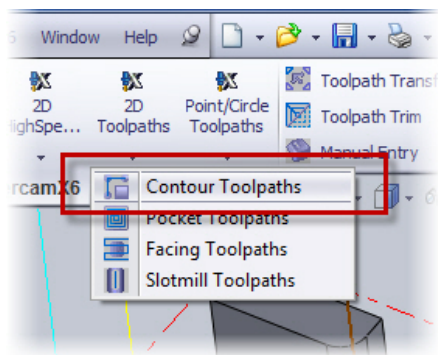 Window Help
2D HighSpe...
2D Toolpaths
Point/Circle Toolpaths
Toolpath Transf
Toolpath Trim
Manual Entry
rcamX6
Contour Toolpaths
Pocket Toolpaths
Facing Toolpaths
Slotmill Toolpaths